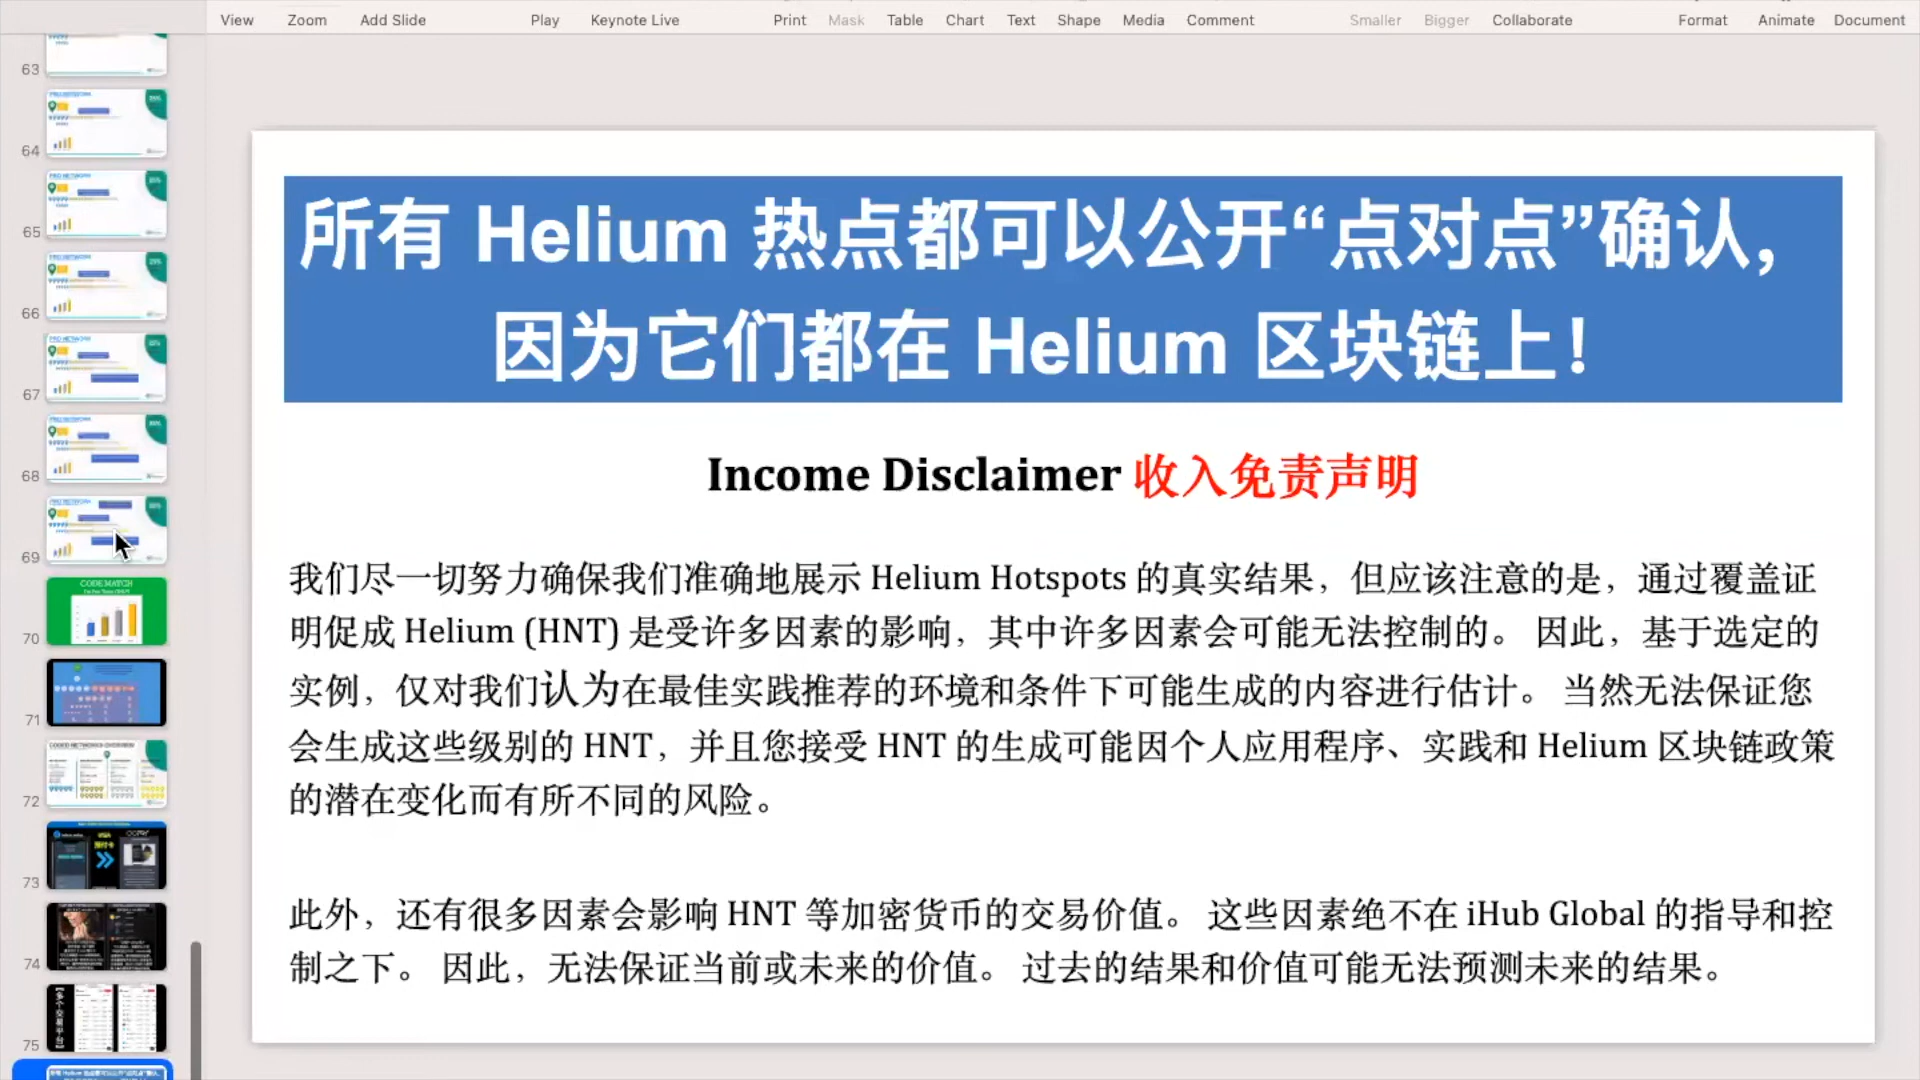 View Zoom Add Slide Play Keynote Live Print Mask Table Chart Text Shape Media Comment Smaller Bigger Collaborate Format Animate Document
63
64
65
66
67
68
69
CODE MATCH
70
71
72
73
74
75
所有 Helium 热点都可以公开“点对点”确认，
因为它们都在 Helium 区块链上！
Income Disclaimer 收入免责声明
我们尽一切努力确保我们准确地展示 Helium Hotspots 的真实结果，但应该注意的是，通过覆盖证
明促成 Helium (HNT) 是受许多因素的影响，其中许多因素会可能无法控制的。 因此，基于选定的
实例，仅对我们认为在最佳实践推荐的环境和条件下可能生成的内容进行估计。 当然无法保证您
会生成这些级别的 HNT，并且您接受 HNT 的生成可能因个人应用程序、实践和 Helium 区块链政策
的潜在变化而有所不同的风险。
此外，还有很多因素会影响 HNT 等加密货币的交易价值。 这些因素绝不在 iHub Global 的指导和控
制之下。 因此，无法保证当前或未来的价值。 过去的结果和价值可能无法预测未来的结果。